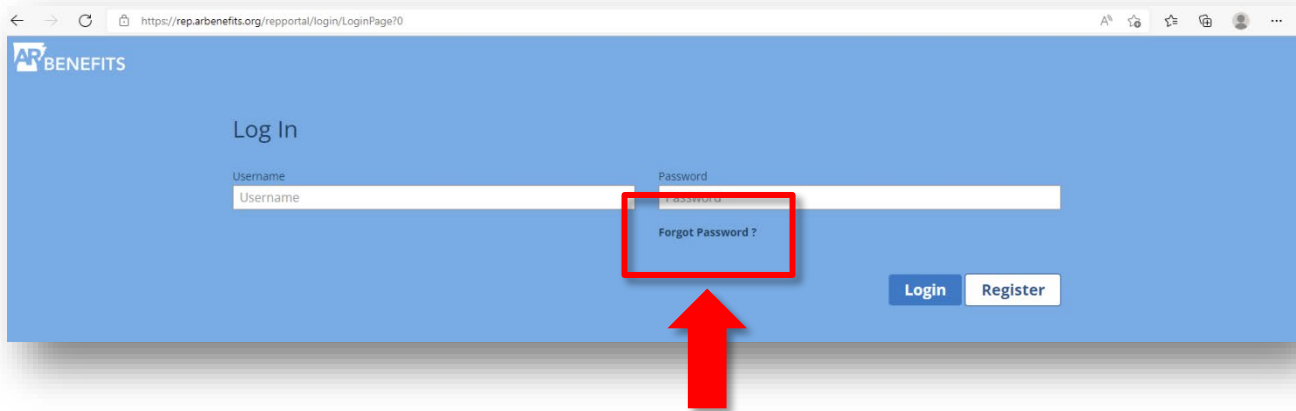 https://rep.arbenefits.org/repportal/login/LoginPage?0
AR BENEFITS
Log In
Username Password
Username Password
Forgot Password ?
Login Register